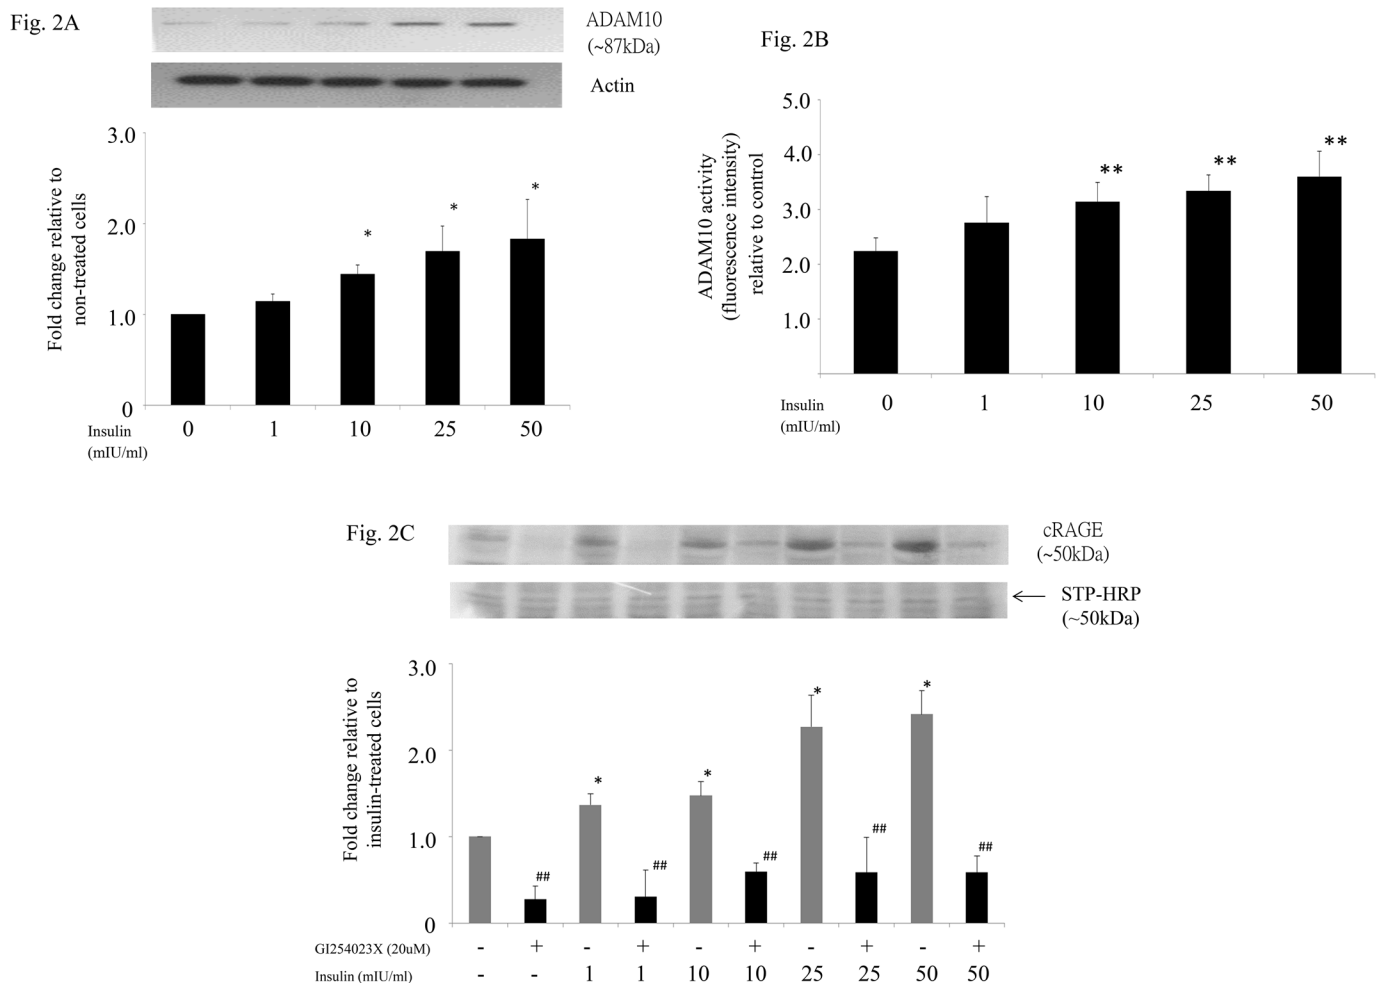 Fig. 2A
ADAM10
(~87kDa)
Actin
Fold change relative to
non-treated cells
3.0
2.0
1.0
0
*
*
*
Insulin
(mIU/ml)
0 1 10 25 50
Fig. 2B
ADAM10 activity
(fluorescence intensity)
relative to control
5.0
4.0
3.0
2.0
1.0
**
**
**
Insulin
(mIU/ml)
0 1 10 25 50
Fig. 2C
cRAGE
(~50kDa)
STP-HRP
(~50kDa)
Fold change relative to
insulin-treated cells
3.0
2.0
1.0
0
## * ## * ## * ## * ##
GI254023X (20uM) - + - + - + - + - +
Insulin (mIU/ml) - - 1 1 10 10 25 25 50 50